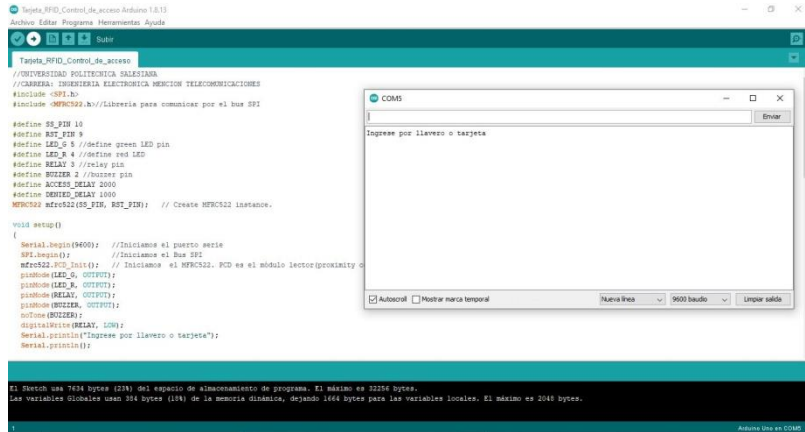 Tarjeta_RFID_Control_de_acceso Arduino 1.8.13
Archivo Editar Programa Herramientas Ayuda
Subir
Tarjeta_RFID_Control_de_acceso
//UNIVERSIDAD POLITECNICA SALESIANA
//CARRERA: INGENIERIA ELECTRONICA MENCION TELECOMUNICACIONES
#include <SPI.h>
#include <MFRC522.h>//Libreria para comunicar por el bus SPI
#define SS_PIN 10
#define RST_PIN 9
#define LED_G 5 //define green LED pin
#define LED_R 4 //define red LED
#define RELAY 3 //relay pin
#define BUZZER 2 //buzzer pin
#define ACCESS_DELAY 2000
#define DENIED_DELAY 1000
MFRC522 mfrc522(SS_PIN, RST_PIN); // Create MFRC522 instance.
void setup()
{
Serial.begin(9600); //Iniciamos el puerto serie
SPI.begin(); //Iniciamos el Bus SPI
mfrc522.PCD_Init(); // Iniciamos el MFRC522. PCD es el módulo lector(proximity c
pinMode(LED_G, OUTPUT);
pinMode(LED_R, OUTPUT);
pinMode(RELAY, OUTPUT);
pinMode(BUZZER, OUTPUT);
noTone(BUZZER);
digitalWrite(RELAY, LOW);
Serial.println("Ingrese por llavero o tarjeta");
Serial.println();
COM5
Enviar
Ingrese por llavero o tarjeta
Autoscroll Mostrar marca temporal Nueva línea 9600 baudio Limpiar salida
El Sketch usa 7634 bytes (23%) del espacio de almacenamiento de programa. El máximo es 32256 bytes.
Las variables Globales usan 384 bytes (18%) de la memoria dinámica, dejando 1664 bytes para las variables locales. El máximo es 2048 bytes.
1 Arduino Uno en COM5